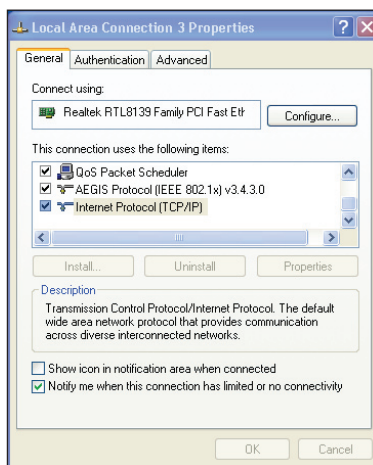 Local Area Connection 3 Properties
General Authentication Advanced
Connect using:
Realtek RTL8139 Family PCI Fast Eth Configure...
This connection uses the following items:
QoS Packet Scheduler
AEGIS Protocol (IEEE 802.1x) v3.4.3.0
Internet Protocol (TCP/IP)
Install... Uninstall Properties
Description
Transmission Control Protocol/Internet Protocol. The default
wide area network protocol that provides communication
across diverse interconnected networks.
Show icon in notification area when connected
Notify me when this connection has limited or no connectivity
OK Cancel